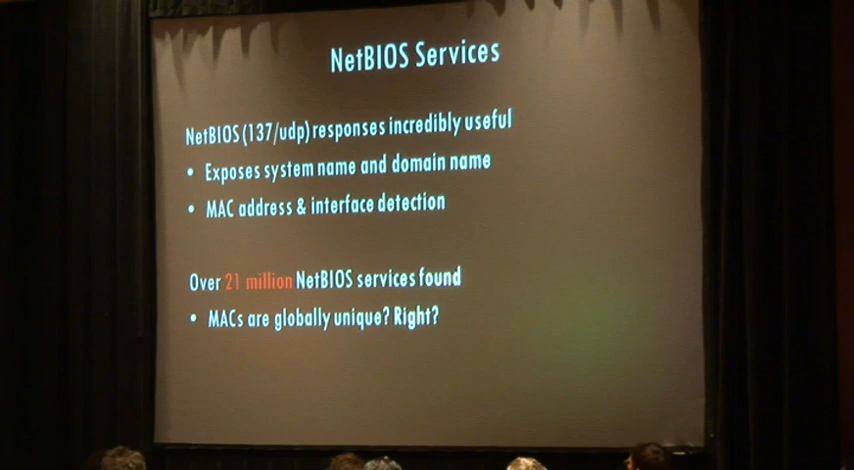 NetBIOS Services
NetBIOS (137/udp) responses incredibly useful
• Exposes system name and domain name
• MAC address & interface detection
Over 21 million NetBIOS services found
• MACs are globally unique? Right?